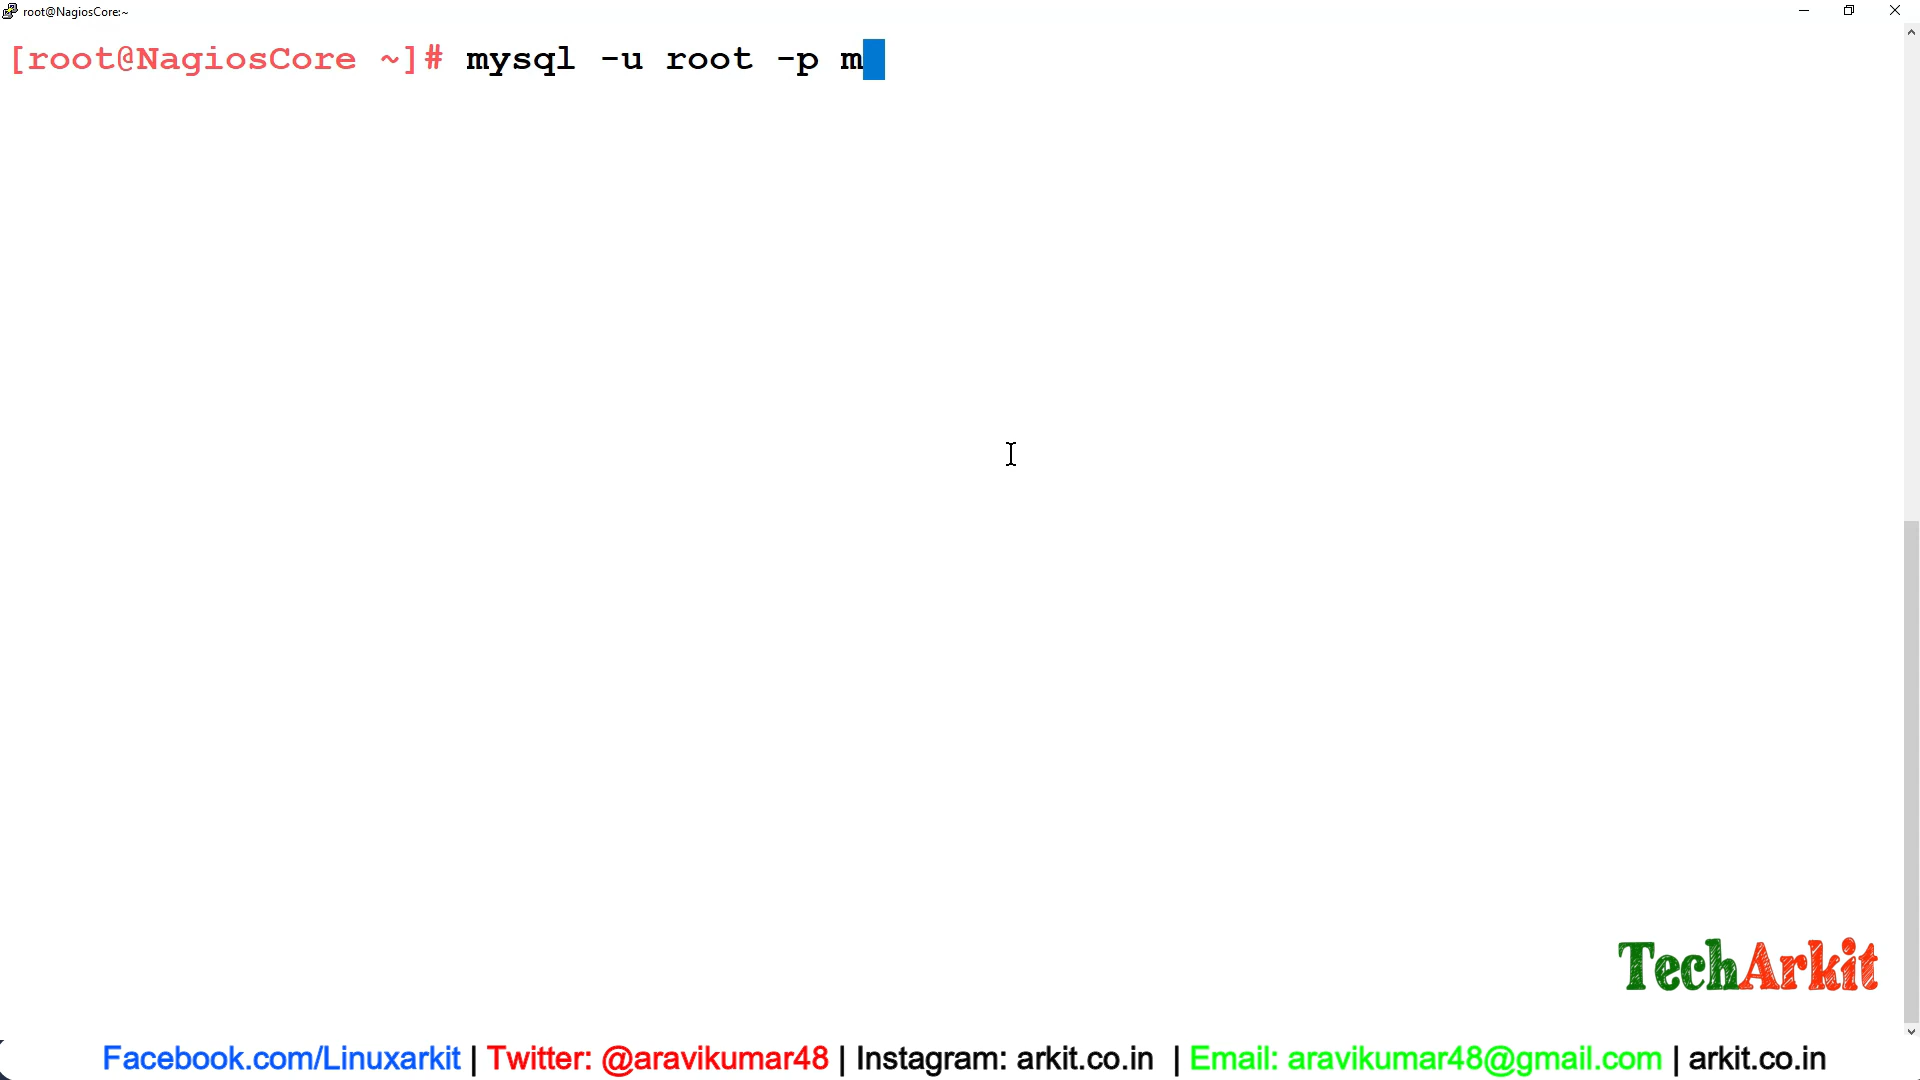 root@NagiosCore:~
[root@NagiosCore ~]# mysql -u root -p m
TechArkit
Facebook.com/Linuxarkit | Twitter: @aravikumar48 | Instagram: arkit.co.in | Email: aravikumar48@gmail.com | arkit.co.in